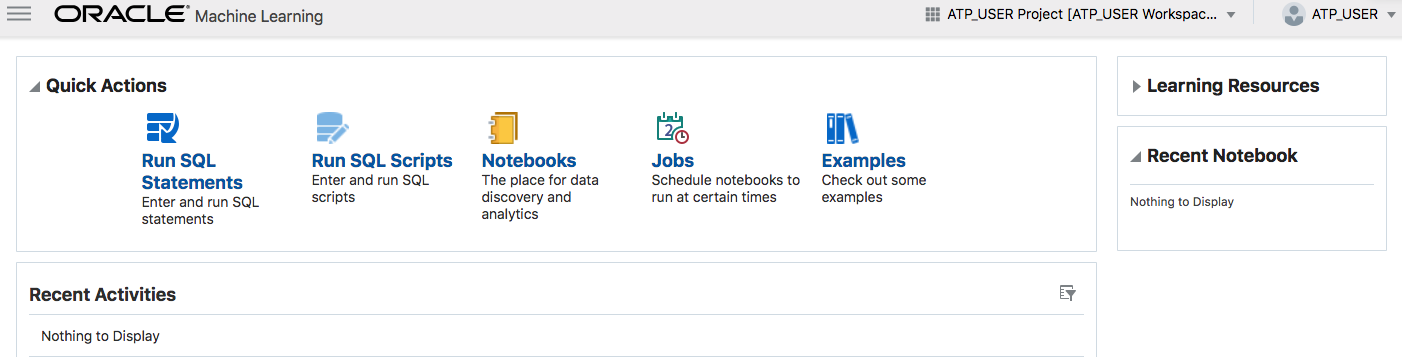 ORACLE Machine Learning
ATP_USER Project [ATP_USER Workspac...
ATP_USER
Quick Actions
Run SQL
Statements
Enter and run SQL
statements
Run SQL Scripts
Enter and run SQL
scripts
Notebooks
The place for data
discovery and
analytics
2
Jobs
Schedule notebooks to
run at certain times
Examples
Check out some
examples
Learning Resources
Recent Notebook
Nothing to Display
Recent Activities
Nothing to Display